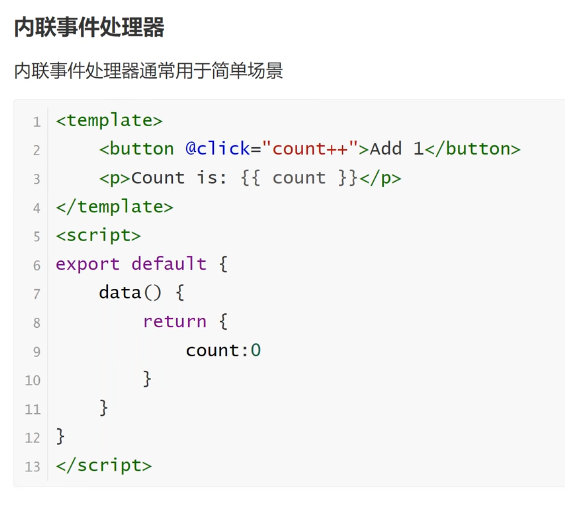 内联事件处理器
内联事件处理器通常用于简单场景
1 <template>
2     <button @click="count++">Add 1</button>
3     <p>Count is: {{ count }}</p>
4 </template>
5 <script>
6 export default {
7     data() {
8         return {
9             count:0
10         }
11     }
12 }
13 </script>